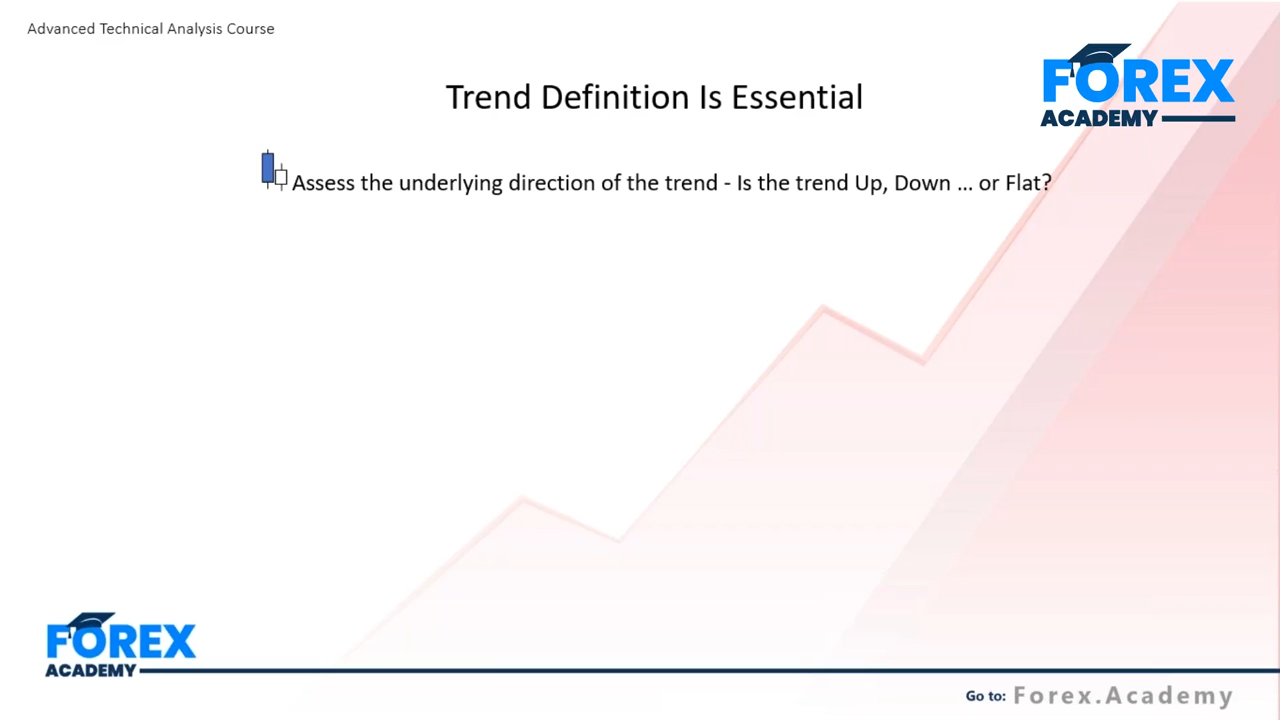 Advanced Technical Analysis Course
FOREX
ACADEMY
Trend Definition Is Essential
Assess the underlying direction of the trend - Is the trend Up, Down ... or Flat?
FOREX
ACADEMY
Go to: Forex.Academy